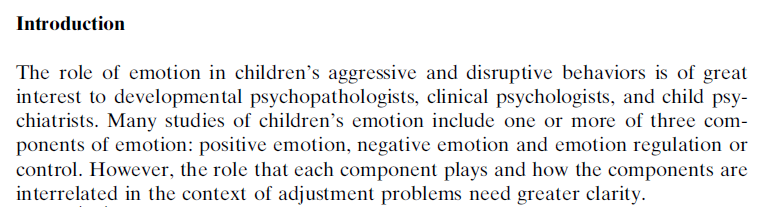 Introduction
The role of emotion in children’s aggressive and disruptive behaviors is of great
interest to developmental psychopathologists, clinical psychologists, and child psy-
chiatrists. Many studies of children’s emotion include one or more of three com-
ponents of emotion: positive emotion, negative emotion and emotion regulation or
control. However, the role that each component plays and how the components are
interrelated in the context of adjustment problems need greater clarity.